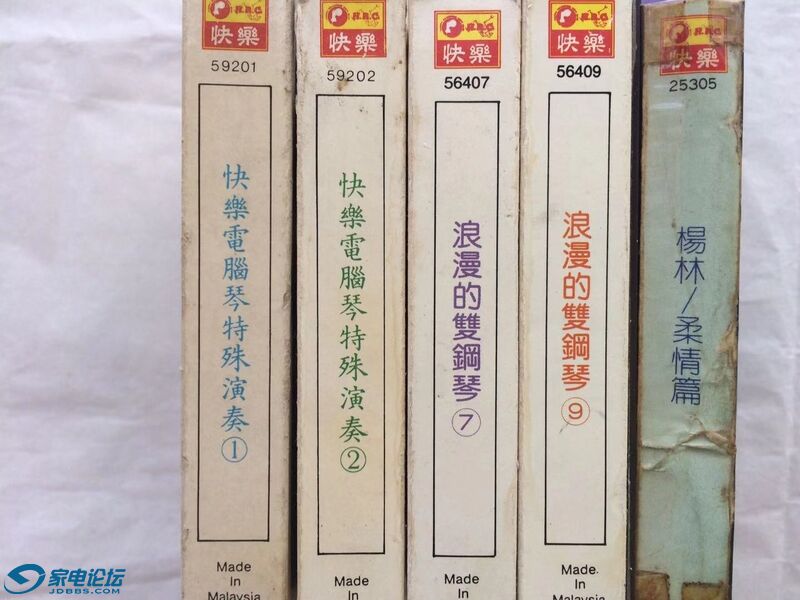 H.R.C
快樂
59201
快樂電腦琴特殊演奏①
Made
In
Malaysia
H.R.C
快樂
59202
快樂電腦琴特殊演奏②
Made
In
H.R.C
快樂
56407
浪漫的雙鋼琴⑦
Made
In
H.R.C
快樂
56409
浪漫的雙鋼琴⑨
Made
In
Malaysia
快樂
25305
楊林/柔情篇
家电论坛
JDBBS.COM